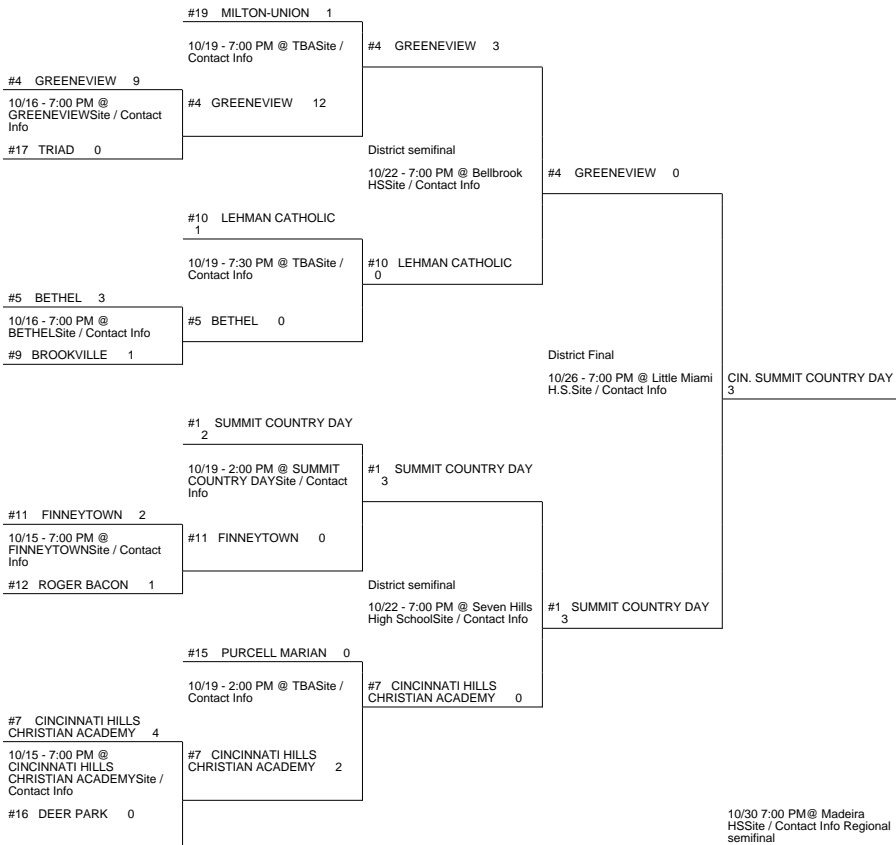 #19 MILTON-UNION 1
10/19 - 7:00 PM @ TBASite /
Contact Info
#4 GREENEVIEW 3
#4 GREENEVIEW 9
10/16 - 7:00 PM @
GREENEVIEWSite / Contact
Info
#4 GREENEVIEW 12
#17 TRIAD 0
District semifinal
10/22 - 7:00 PM @ Bellbrook
HSSite / Contact Info
#4 GREENEVIEW 0
#10 LEHMAN CATHOLIC
1
10/19 - 7:30 PM @ TBASite /
Contact Info
#10 LEHMAN CATHOLIC
0
#5 BETHEL 3
10/16 - 7:00 PM @
BETHELSite / Contact Info
#5 BETHEL 0
#9 BROOKVILLE 1
District Final
10/26 - 7:00 PM @ Little Miami
H.S.Site / Contact Info
CIN. SUMMIT COUNTRY DAY
3
#1 SUMMIT COUNTRY DAY
2
10/19 - 2:00 PM @ SUMMIT
COUNTRY DAYSite / Contact
Info
#1 SUMMIT COUNTRY DAY
3
#11 FINNEYTOWN 2
10/15 - 7:00 PM @
FINNEYTOWNSite / Contact
Info
#11 FINNEYTOWN 0
#12 ROGER BACON 1
District semifinal
10/22 - 7:00 PM @ Seven Hills
High SchoolSite / Contact Info
#1 SUMMIT COUNTRY DAY
3
#15 PURCELL MARIAN 0
10/19 - 2:00 PM @ TBASite /
Contact Info
#7 CINCINNATI HILLS
CHRISTIAN ACADEMY 0
#7 CINCINNATI HILLS
CHRISTIAN ACADEMY 4
10/15 - 7:00 PM @
CINCINNATI HILLS
CHRISTIAN ACADEMYSite /
Contact Info
#7 CINCINNATI HILLS
CHRISTIAN ACADEMY 2
#16 DEER PARK 0
10/30 7:00 PM@ Madeira
HSSite / Contact Info Regional
semifinal